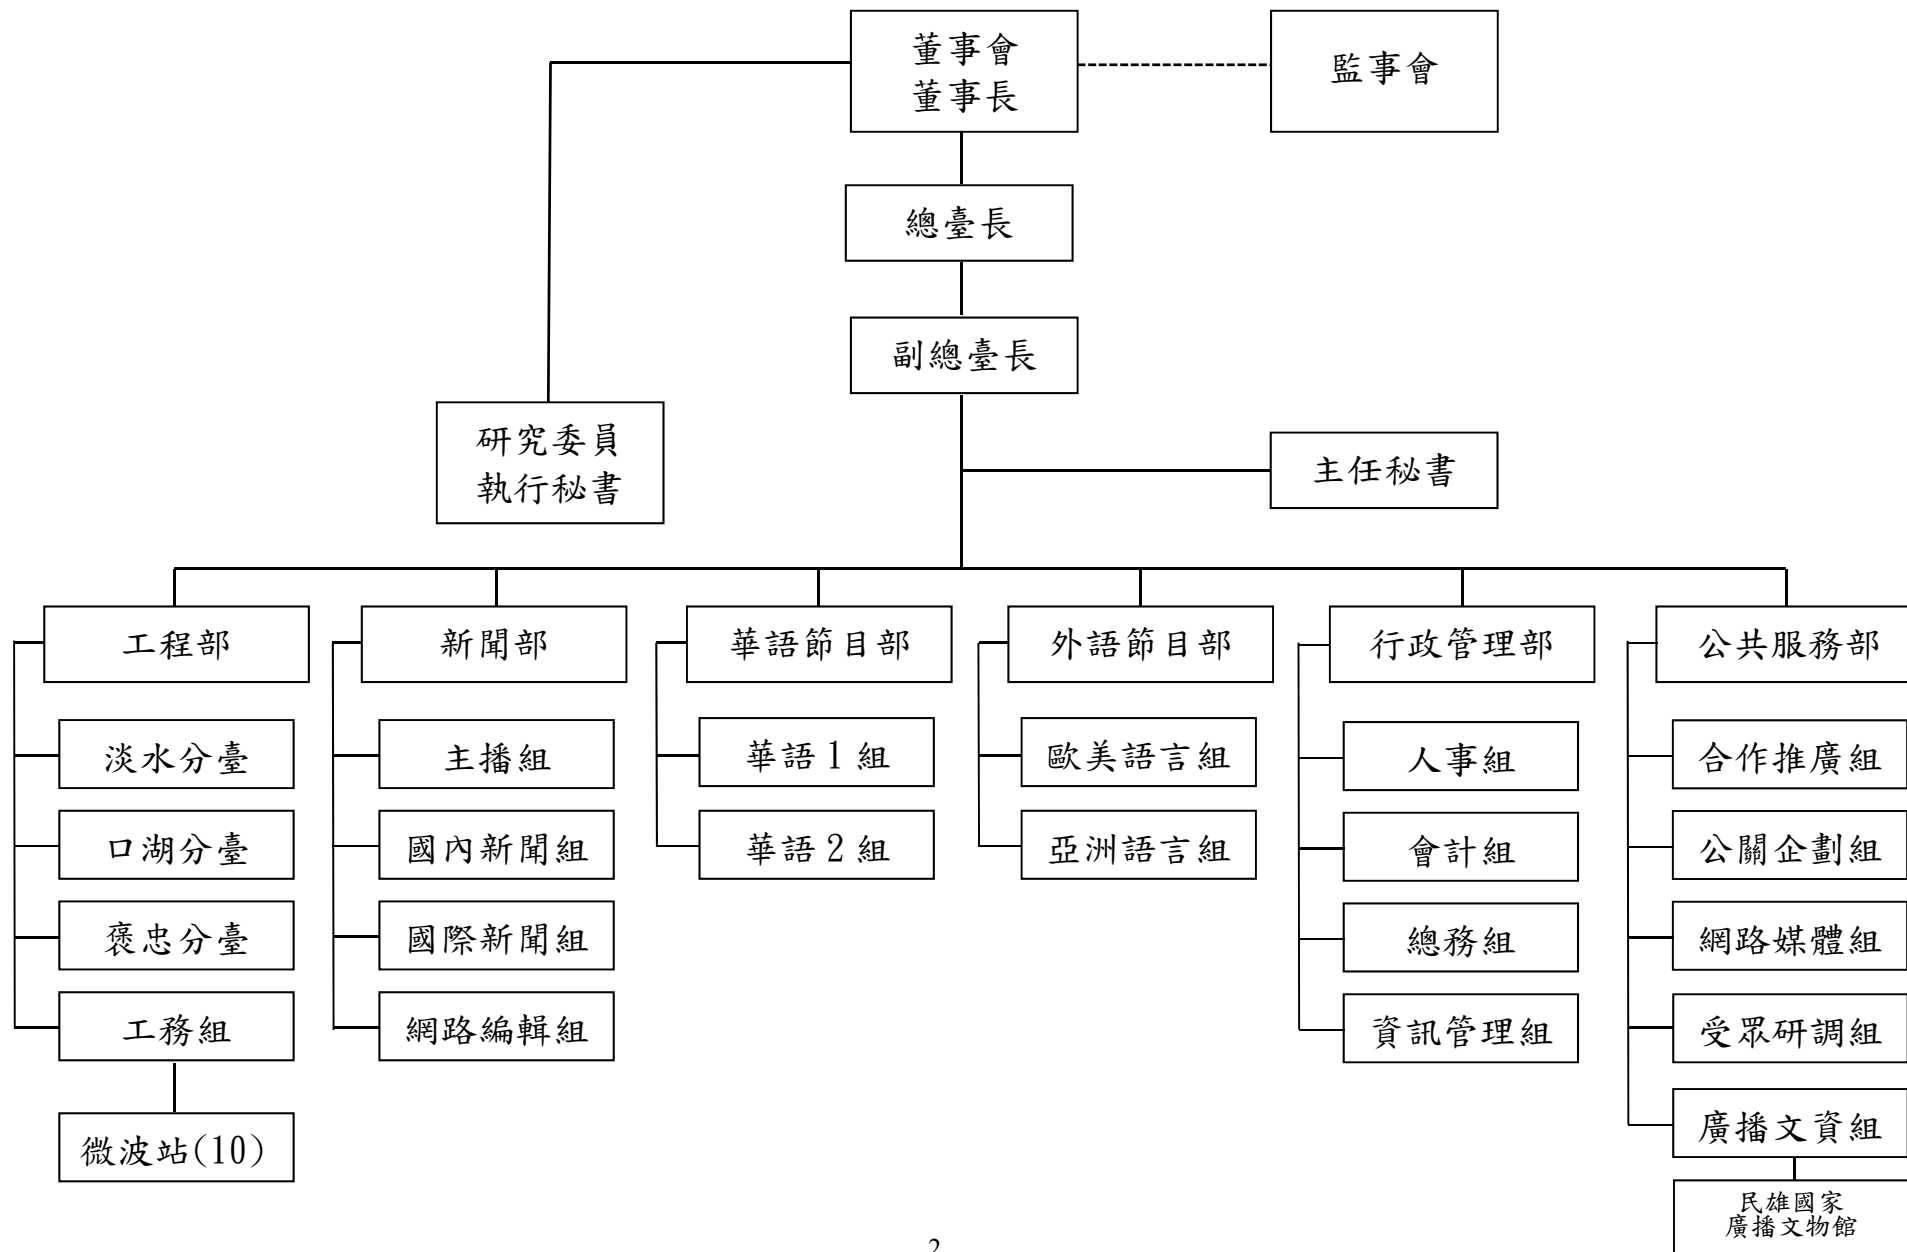 董事會
董事長
監事會
總臺長
副總臺長
研究委員
執行秘書
主任秘書
工程部
新聞部
華語節目部
外語節目部
行政管理部
公共服務部
淡水分臺
主播組
華語1組
歐美語言組
人事組
合作推廣組
口湖分臺
國內新聞組
華語2組
亞洲語言組
會計組
公關企劃組
褒忠分臺
國際新聞組
總務組
網路媒體組
工務組
網路編輯組
資訊管理組
受眾研調組
微波站(10)
廣播文資組
民雄國家
廣播文物館
2